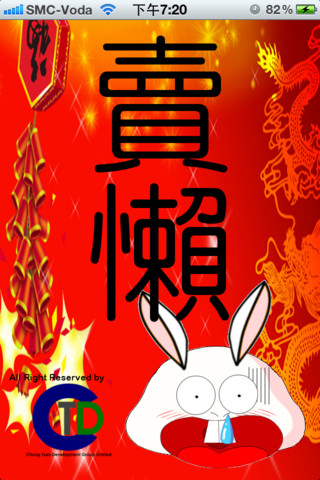 SMC-Voda 下午7:20 82%
賣
懶
All Right Reserved by
CTD